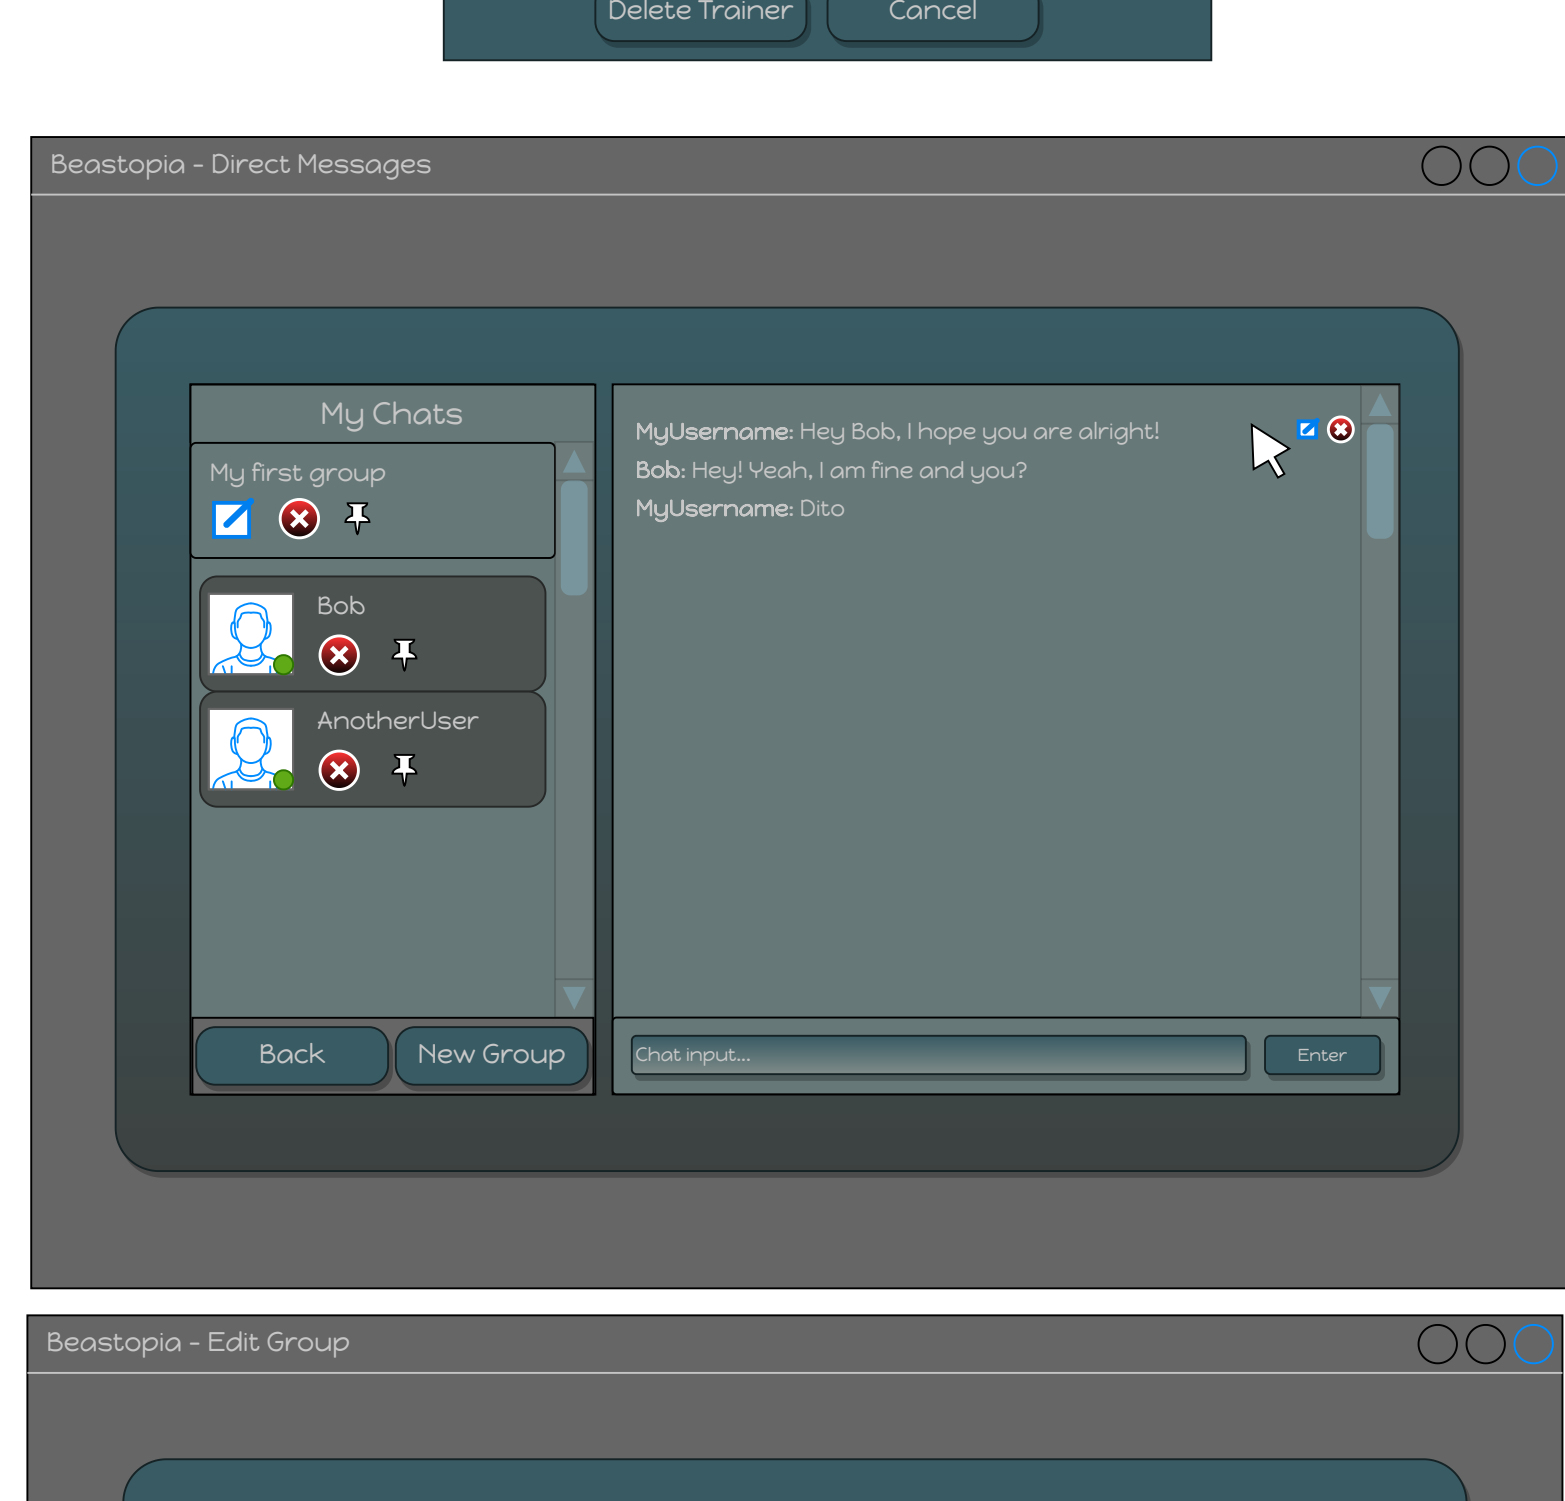 Delete Trainer
Cancel
Beastopia - Direct Messages
My Chats
My first group
Bob
AnotherUser
Back
New Group
MyUsername: Hey Bob, I hope you are alright!
Bob: Hey! Yeah, I am fine and you?
MyUsername: Dito
Chat input...
Enter
Beastopia - Edit Group